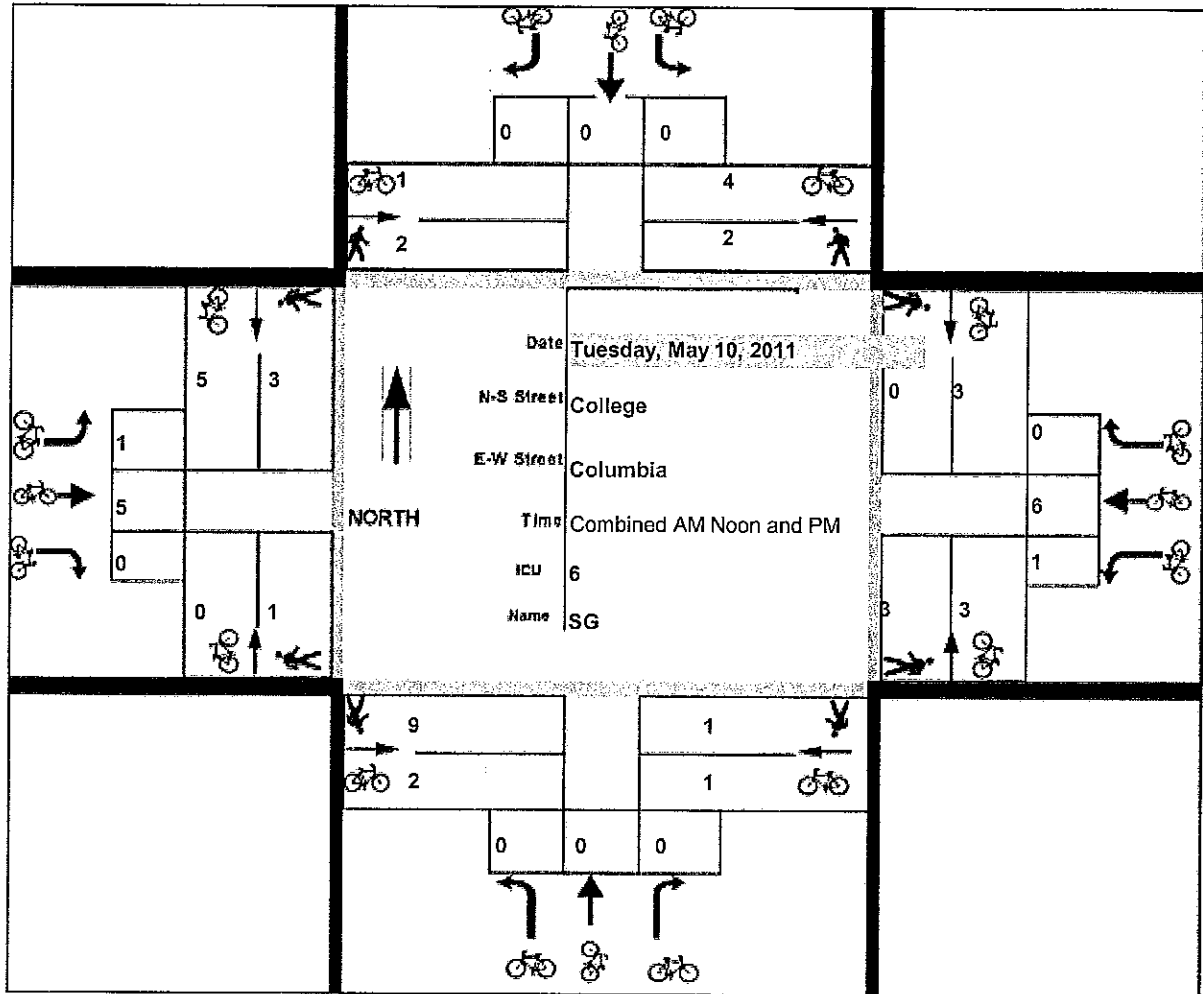 0 0 0
1 4
2 2
Date Tuesday, May 10, 2011
5 3
0 3
N-S Street College
1
0
E-W Street Columbia
5
6
NORTH
Time Combined AM Noon and PM
0
1
ICU 6
0 1
3 3
Name SG
9 1
2 1
0 0 0